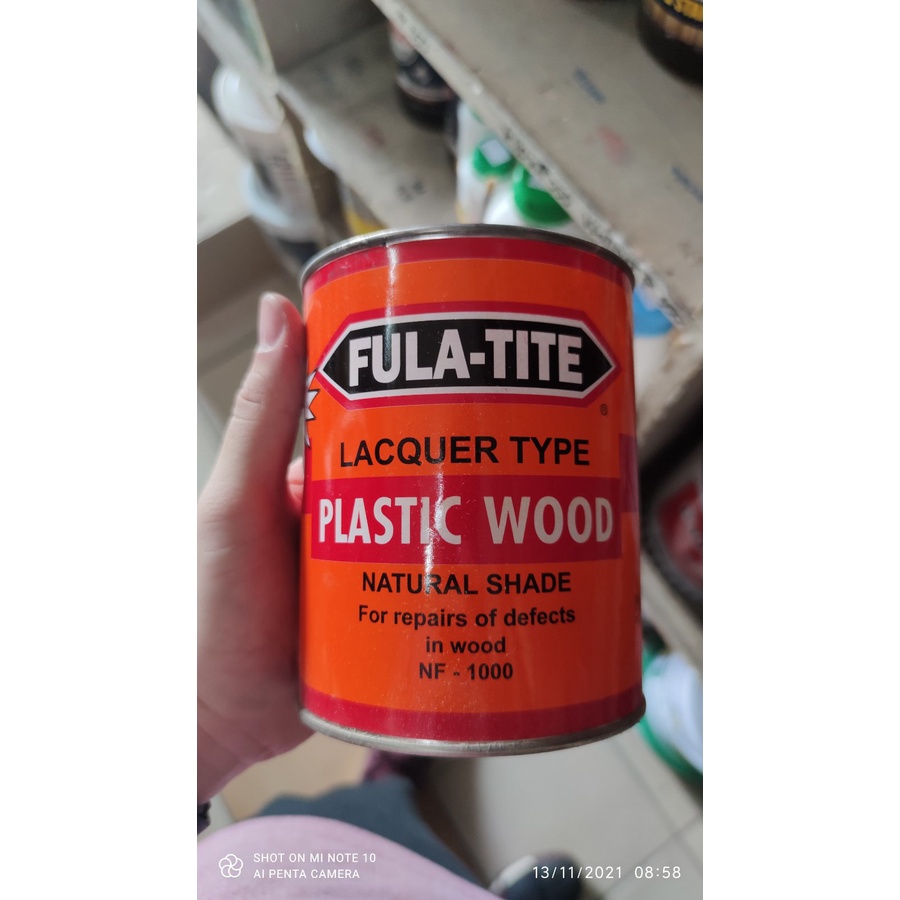 FULA-TITE
®
LACQUER TYPE
PLASTIC WOOD
NATURAL SHADE
For repairs of defects
in wood
NF - 1000
SHOT ON MI NOTE 10
AI PENTA CAMERA
13/11/2021 08:58